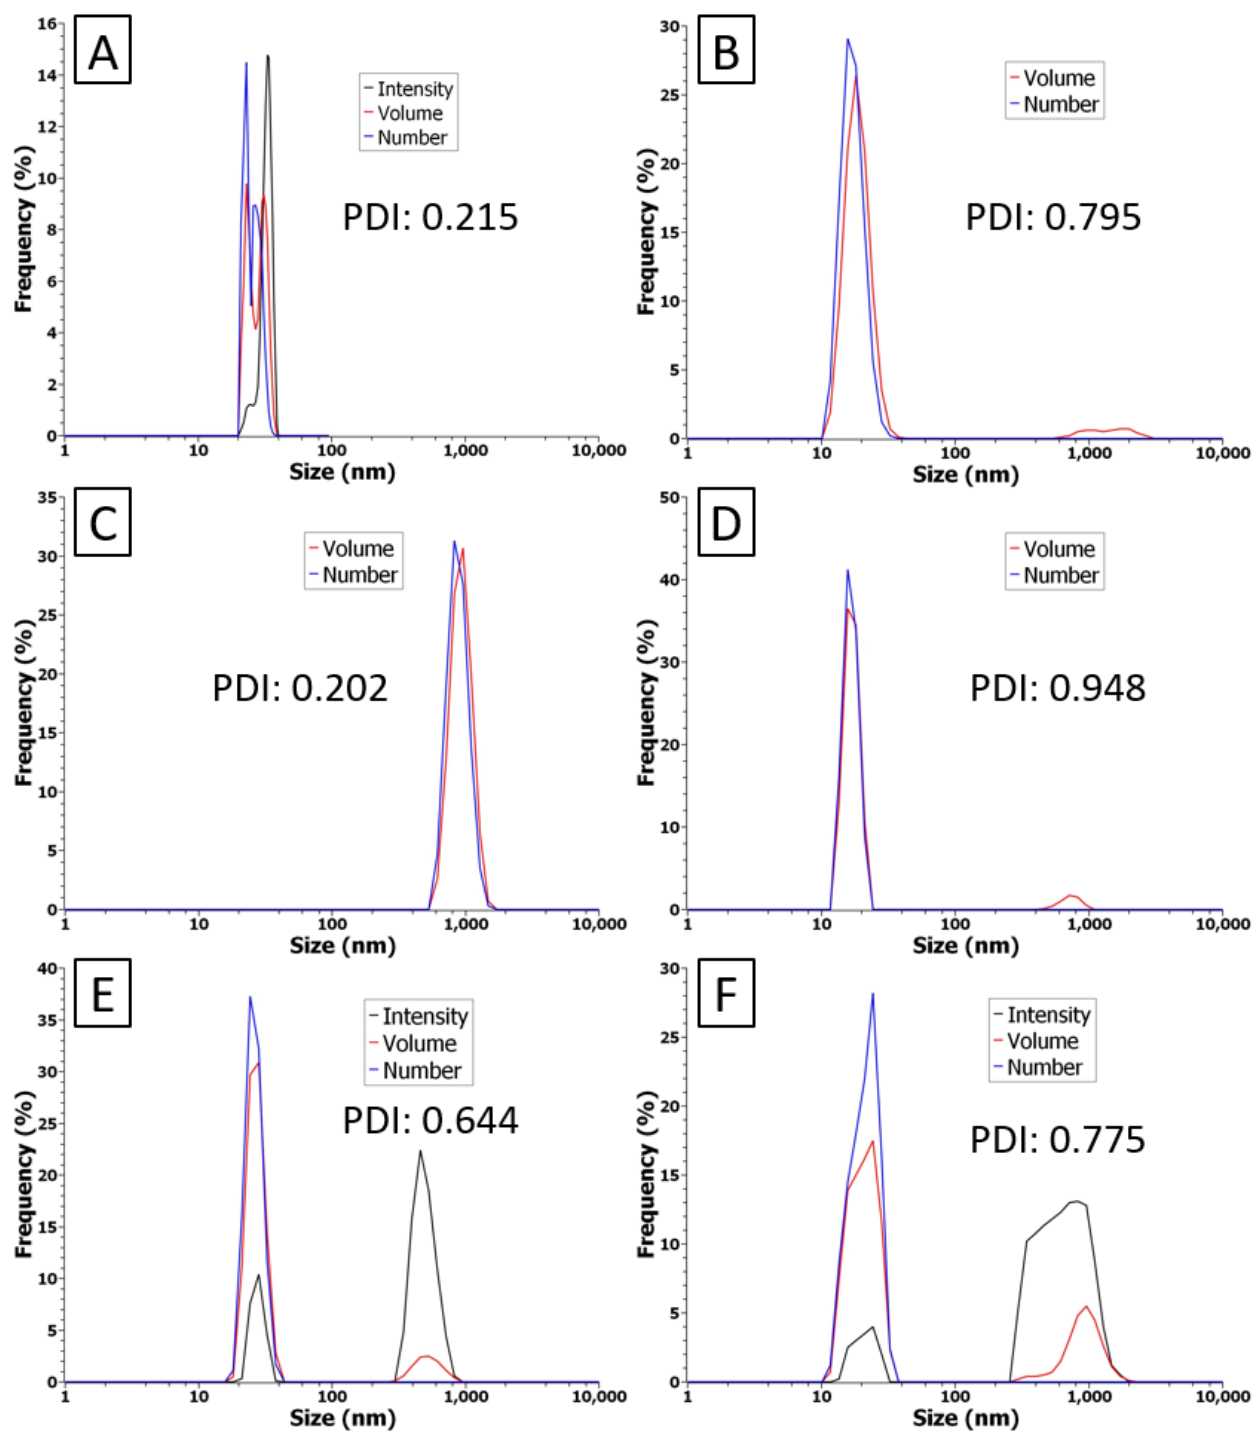 A
16
14
12
10
8
6
4
2
0
Frequency (%)
Intensity
Volume
Number
PDI: 0.215
1 10 100 1,000 10,000
Size (nm)
B
30
25
20
15
10
5
0
Frequency (%)
Volume
Number
PDI: 0.795
1 10 100 1,000 10,000
Size (nm)
C
35
30
25
20
15
10
5
0
Frequency (%)
Volume
Number
PDI: 0.202
1 10 100 1,000 10,000
Size (nm)
D
50
40
30
20
10
0
Frequency (%)
Volume
Number
PDI: 0.948
1 10 100 1,000 10,000
Size (nm)
E
40
35
30
25
20
15
10
5
0
Frequency (%)
Intensity
Volume
Number
PDI: 0.644
1 10 100 1,000 10,000
Size (nm)
F
30
25
20
15
10
5
0
Frequency (%)
Intensity
Volume
Number
PDI: 0.775
1 10 100 1,000 10,000
Size (nm)